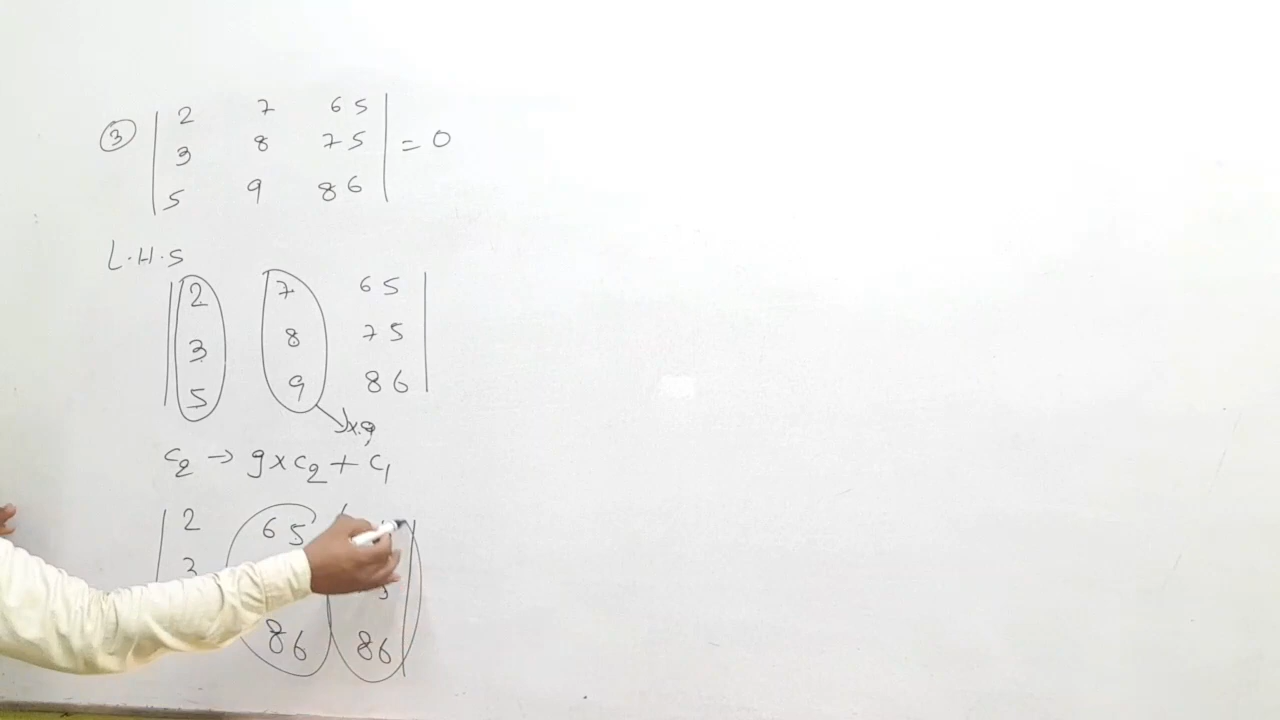 ③ | 2 7 65 |
| 3 8 75 | = 0
| 5 9 86 |
L.H.S
| 2 7 65 |
| 3 8 75 |
| 5 9 86 |
×9
C2 → 9×C2 + C1
| 2 65
| 3
86 86 |